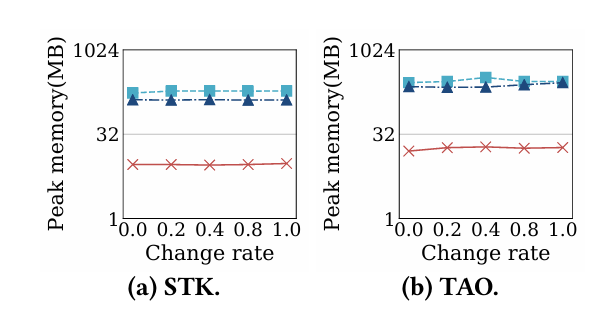 Peak memory(MB)
1024
32
1
0.0 0.2 0.4 0.8 1.0
Change rate
(a) STK.
Peak memory(MB)
1024
32
1
0.0 0.2 0.4 0.8 1.0
Change rate
(b) TAO.